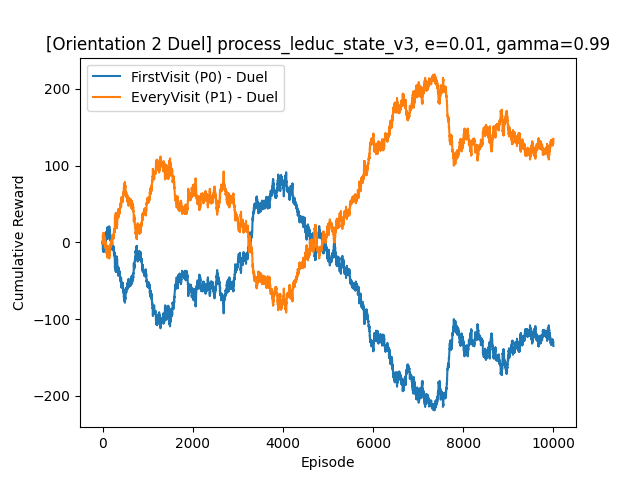 [Orientation 2 Duel] process_leduc_state_v3, e=0.01, gamma=0.99
FirstVisit (P0) - Duel
EveryVisit (P1) - Duel
200
100
0
−100
−200
Cumulative Reward
0
2000
4000
6000
8000
10000
Episode